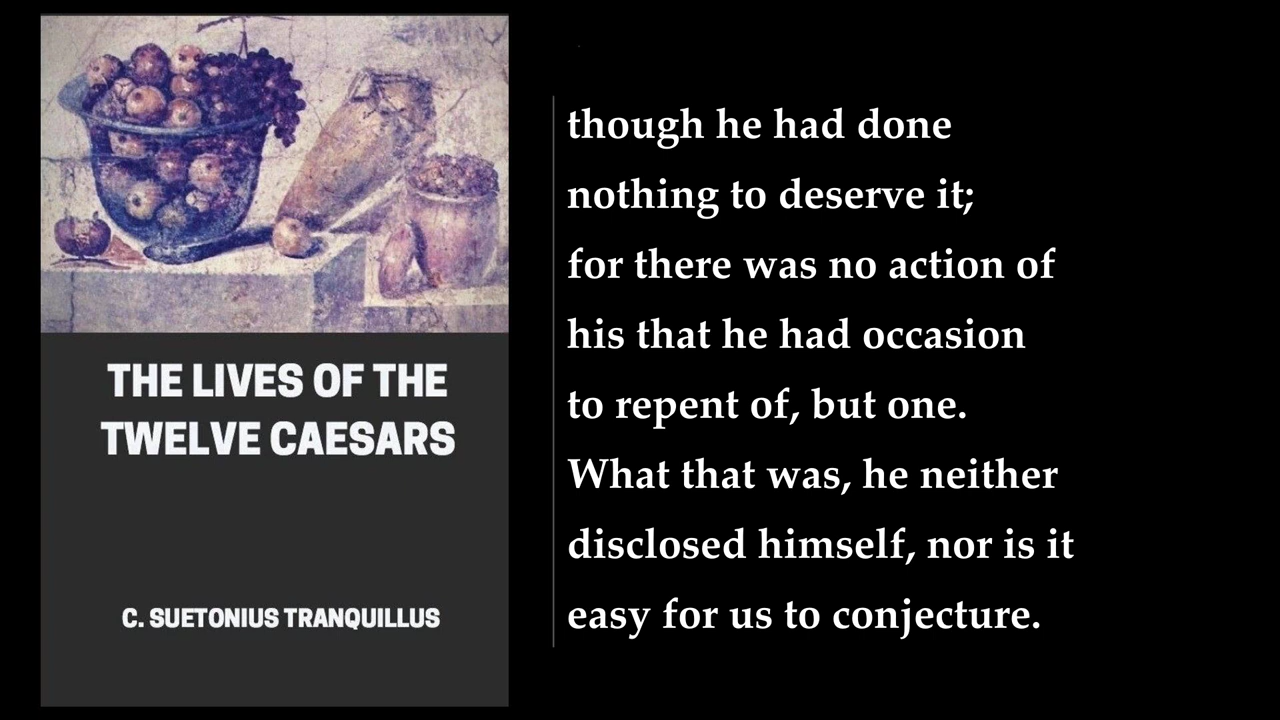 THE LIVES OF THE
TWELVE CAESARS
C. SUETONIUS TRANQUILLUS
though he had done
nothing to deserve it;
for there was no action of
his that he had occasion
to repent of, but one.
What that was, he neither
disclosed himself, nor is it
easy for us to conjecture.